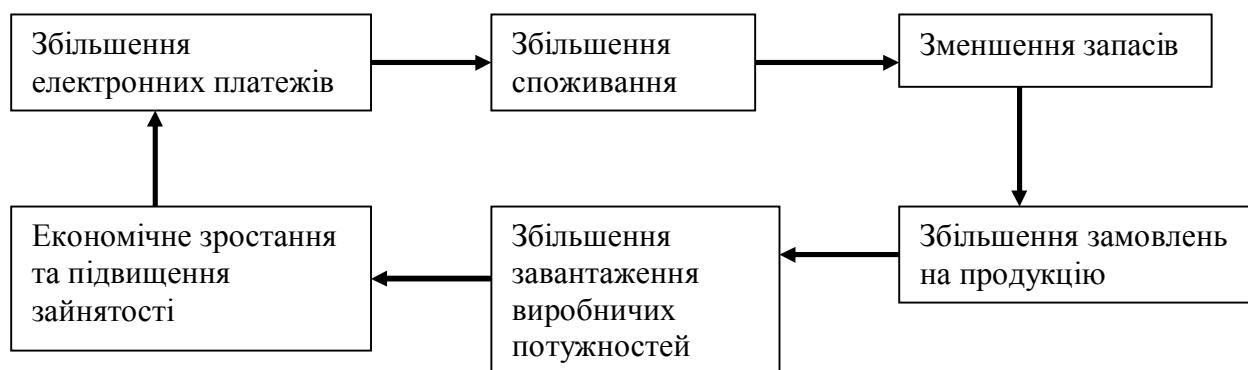 Збільшення
електронних платежів
Збільшення
споживання
Зменшення запасів
Економічне зростання
та підвищення
зайнятості
Збільшення
завантаження
виробничих
потужностей
Збільшення замовлень
на продукцію